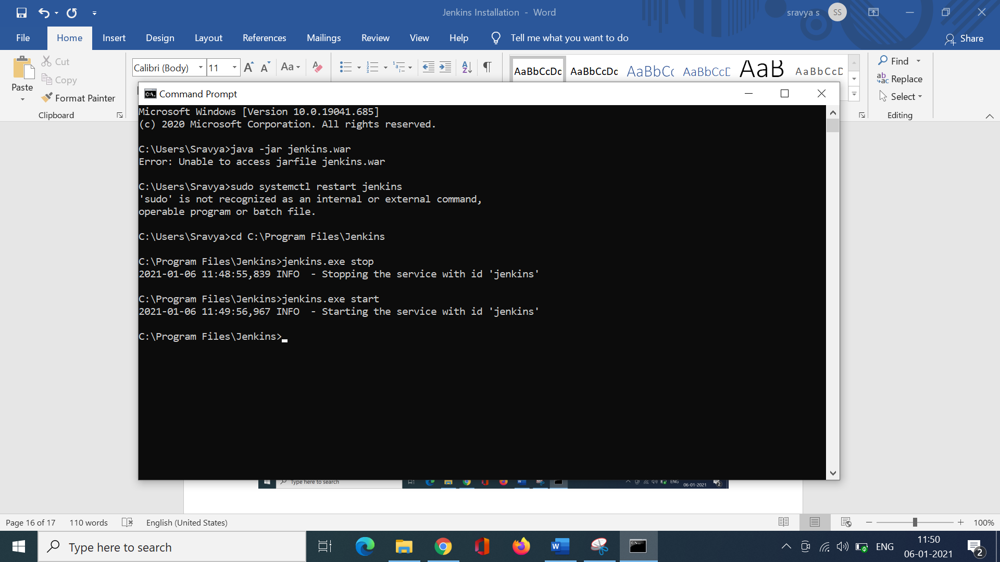 Jenkins Installation - Word
sravya s
SS
File
Home
Insert
Design
Layout
References
Mailings
Review
View
Help
Tell me what you want to do
Share
Paste
Cut
Copy
Format Painter
Clipboard
Calibri (Body)
11
Aa
AaBbCcDc
AaBbCcDc
AaBbCc
AaBbCcD
AaB
AaBbCcD
Find
Replace
Select
Editing
Command Prompt
Microsoft Windows [Version 10.0.19041.685]
(c) 2020 Microsoft Corporation. All rights reserved.
C:\Users\Sravya>java -jar jenkins.war
Error: Unable to access jarfile jenkins.war
C:\Users\Sravya>sudo systemctl restart jenkins
'sudo' is not recognized as an internal or external command,
operable program or batch file.
C:\Users\Sravya>cd C:\Program Files\Jenkins
C:\Program Files\Jenkins>jenkins.exe stop
2021-01-06 11:48:55,839 INFO  - Stopping the service with id 'jenkins'
C:\Program Files\Jenkins>jenkins.exe start
2021-01-06 11:49:56,967 INFO  - Starting the service with id 'jenkins'
C:\Program Files\Jenkins>
Type here to search
ENG
06-01-2021
2
Page 16 of 17
110 words
English (United States)
100%
Type here to search
ENG
11:50
06-01-2021
2